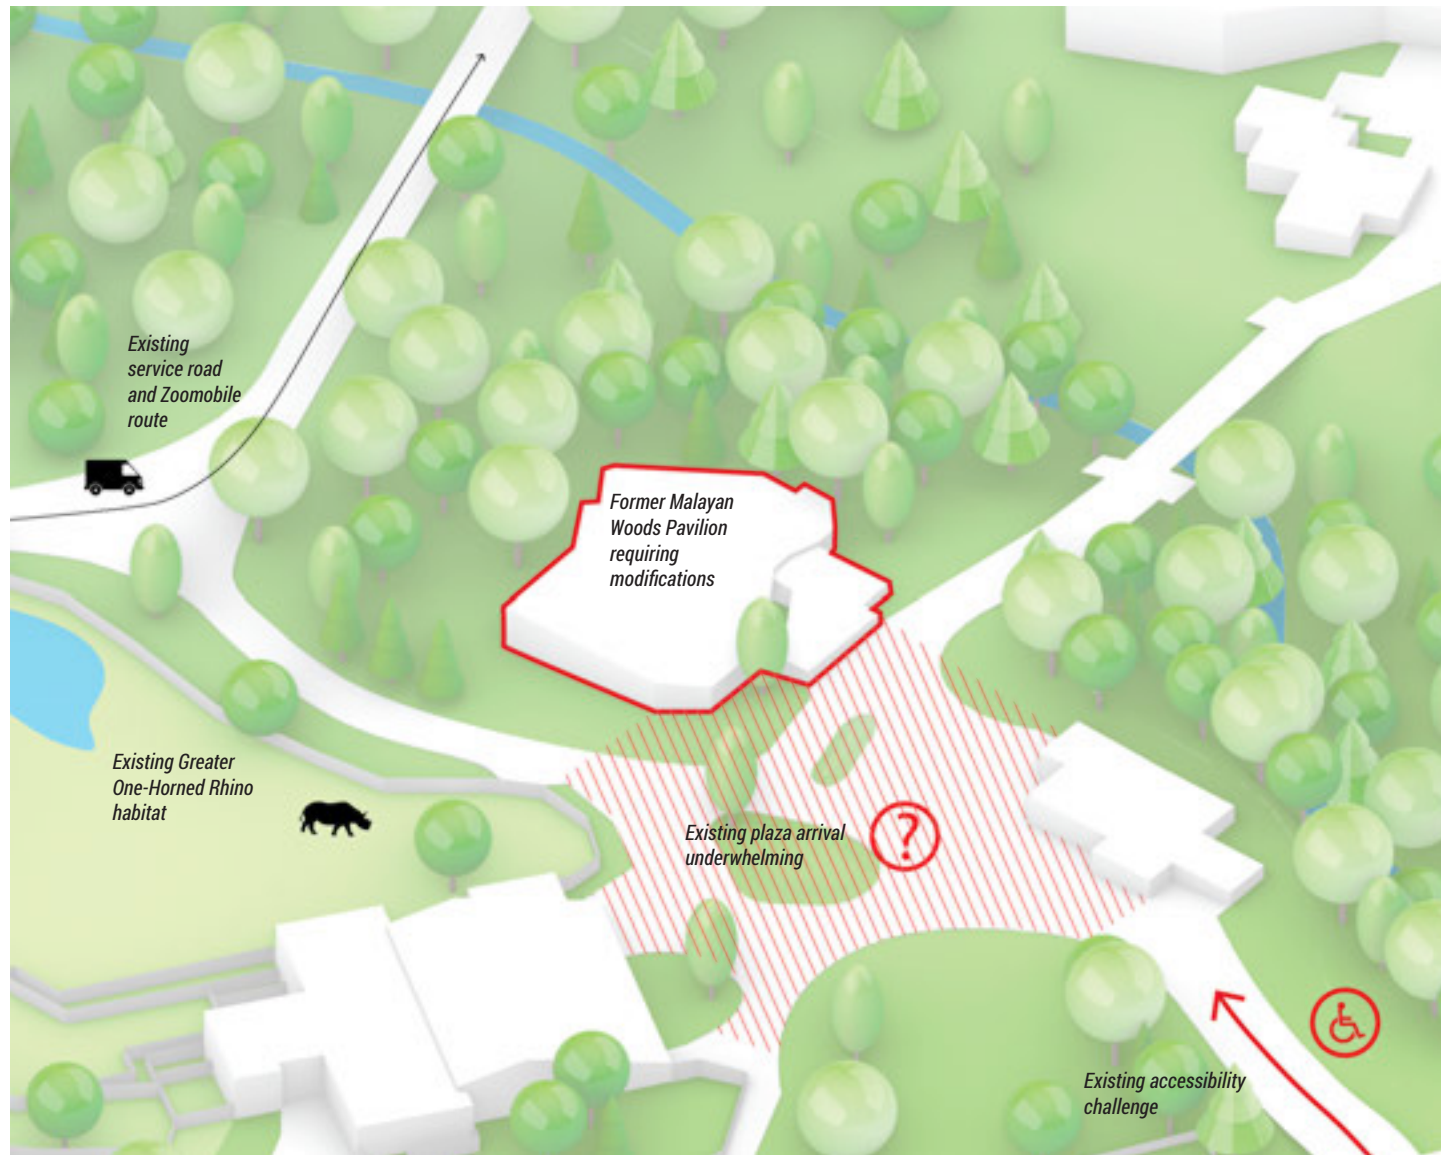 Existing
service road
and Zoomobile
route
Former Malayan
Woods Pavilion
requiring
modifications
Existing Greater
One-Horned Rhino
habitat
Existing plaza arrival
underwhelming
?
Existing accessibility
challenge